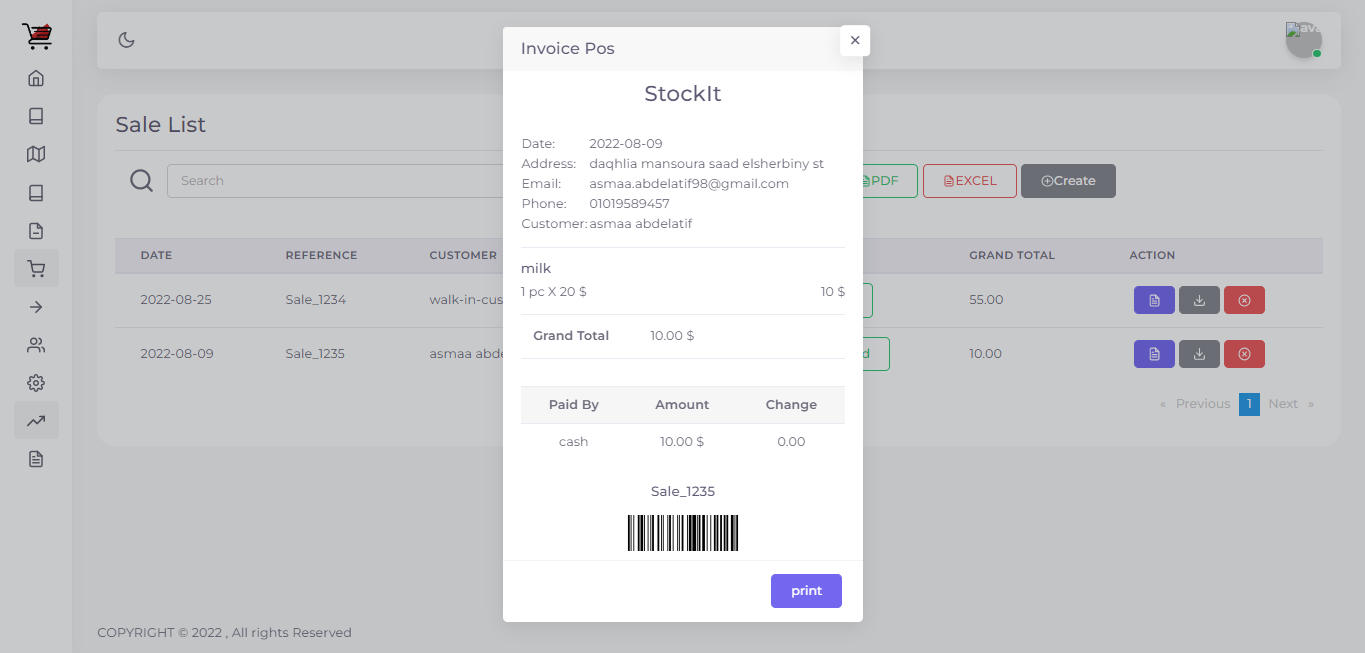 Invoice Pos
StockIt
Date: 2022-08-09
Address: daqhlia mansoura saad elsherbiny st
Email: asmaa.abdelatif98@gmail.com
Phone: 01019589457
Customer: asmaa abdelatif
milk
1 pc X 20 $ 10 $
Grand Total 10.00 $
Paid By Amount Change
cash 10.00 $ 0.00
Sale_1235
print
Sale List
Search PDF EXCEL Create
DATE REFERENCE CUSTOMER GRAND TOTAL ACTION
2022-08-25 Sale_1234 walk-in-cus 55.00
2022-08-09 Sale_1235 asmaa abde d 10.00
« Previous 1 Next »
COPYRIGHT © 2022 , All rights Reserved